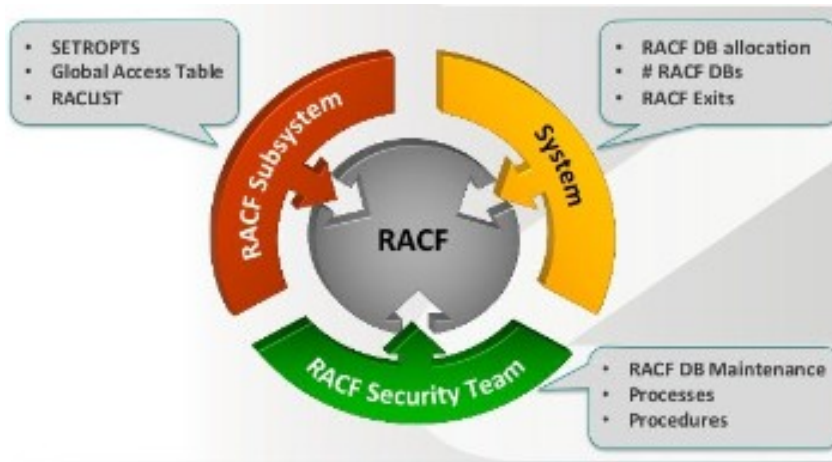 • SETROPTS
• Global Access Table
• RACLIST
• RACF DB allocation
• # RACF DBs
• RACF Exits
RACF Subsystem
System
RACF
RACF Security Team
• RACF DB Maintenance
• Processes
• Procedures